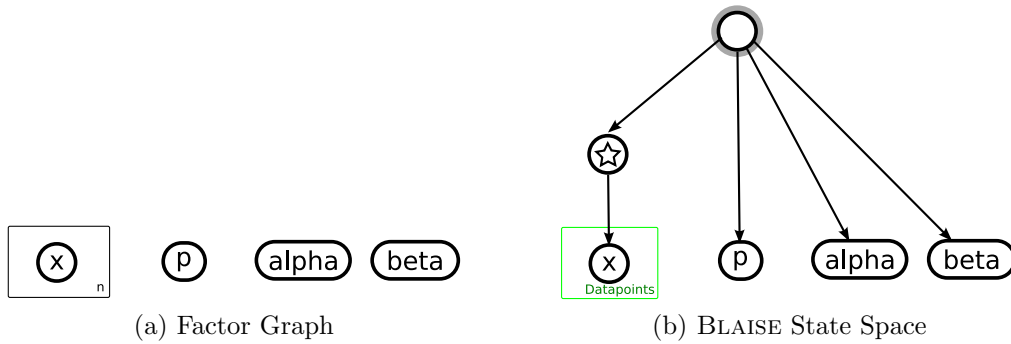 x
n
p
alpha
beta
x
Datapoints
p
alpha
beta
(a) Factor Graph
(b) BLAISE State Space